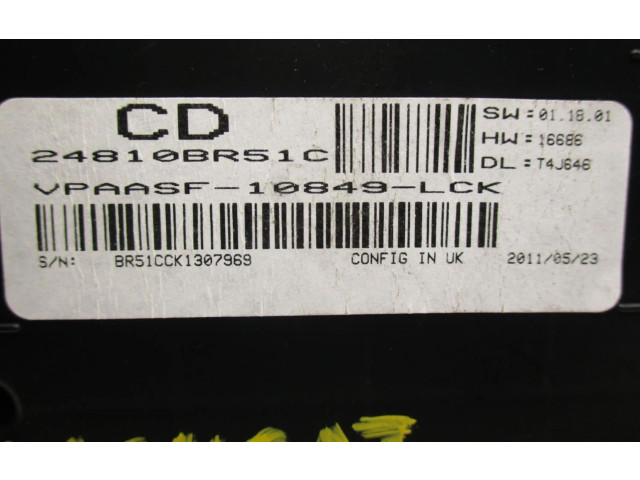 CD
24810BR51C
VPAASF-10849-LCK
SW: 01.18.01
HW: 16686
DL: T4J646
S/N: BR51CCK1307969 CONFIG IN UK 2011/05/23